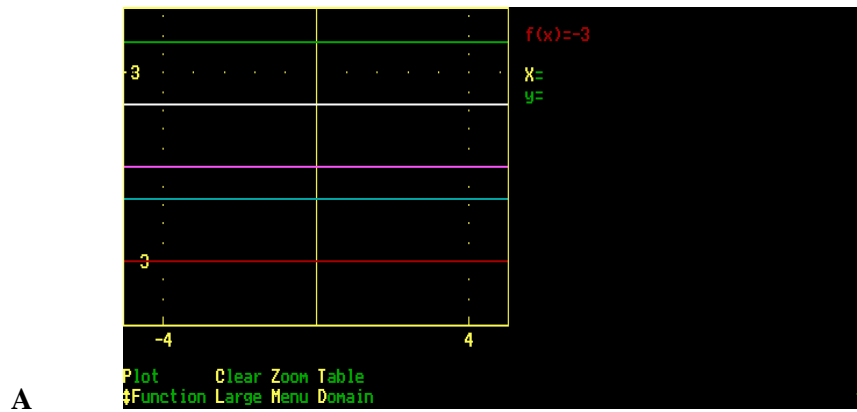 f(x)=-3
3
X=
y=
3
-4 4
Plot Clear Zoom Table
‡Function Large Menu Domain
A